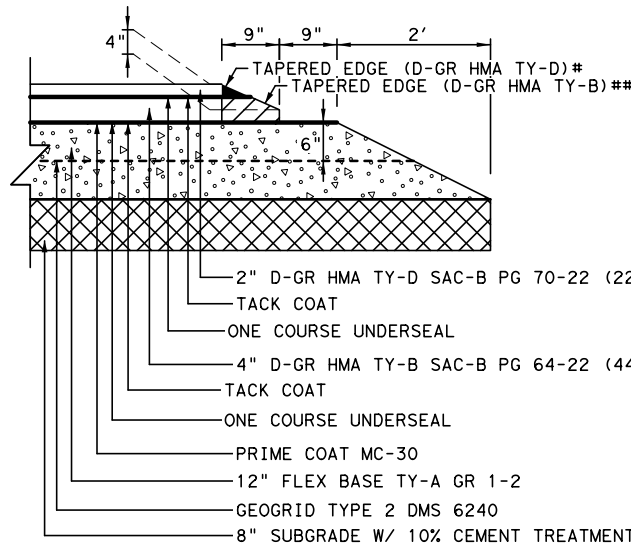 9" 9" 2'
4"
TAPERED EDGE (D-GR HMA TY-D)#
TAPERED EDGE (D-GR HMA TY-B)##
6"
2" D-GR HMA TY-D SAC-B PG 70-22 (22
TACK COAT
ONE COURSE UNDERSEAL
4" D-GR HMA TY-B SAC-B PG 64-22 (44
TACK COAT
ONE COURSE UNDERSEAL
PRIME COAT MC-30
12" FLEX BASE TY-A GR 1-2
GEOGRID TYPE 2 DMS 6240
8" SUBGRADE W/ 10% CEMENT TREATMENT